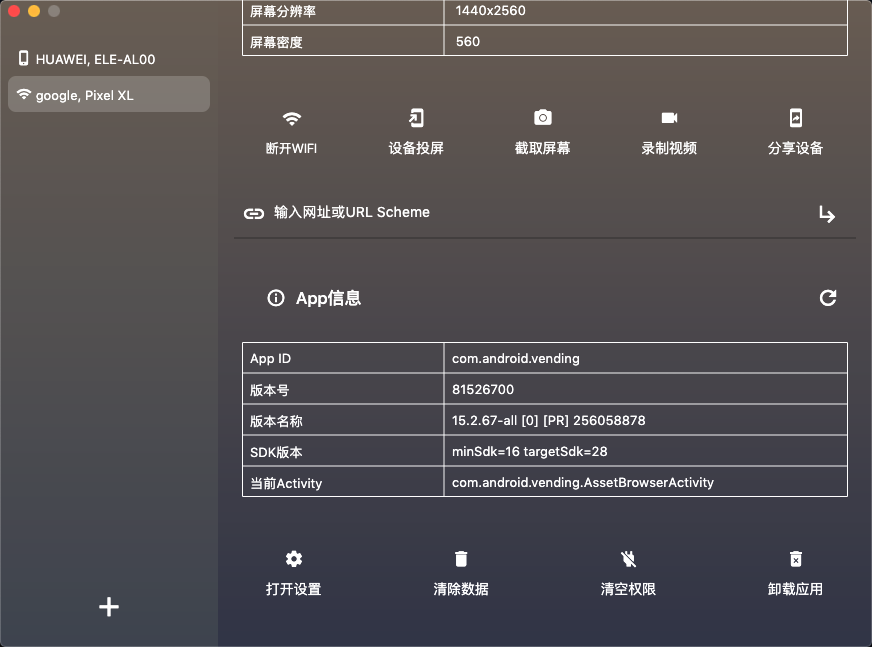 HUAWEI, ELE-AL00
google, Pixel XL
屏幕分辨率 1440x2560
屏幕密度 560
断开WIFI 设备投屏 截取屏幕 录制视频 分享设备
输入网址或URL Scheme
App信息
App ID com.android.vending
版本号 81526700
版本名称 15.2.67-all [0] [PR] 256058878
SDK版本 minSdk=16 targetSdk=28
当前Activity com.android.vending.AssetBrowserActivity
打开设置 清除数据 清空权限 卸载应用